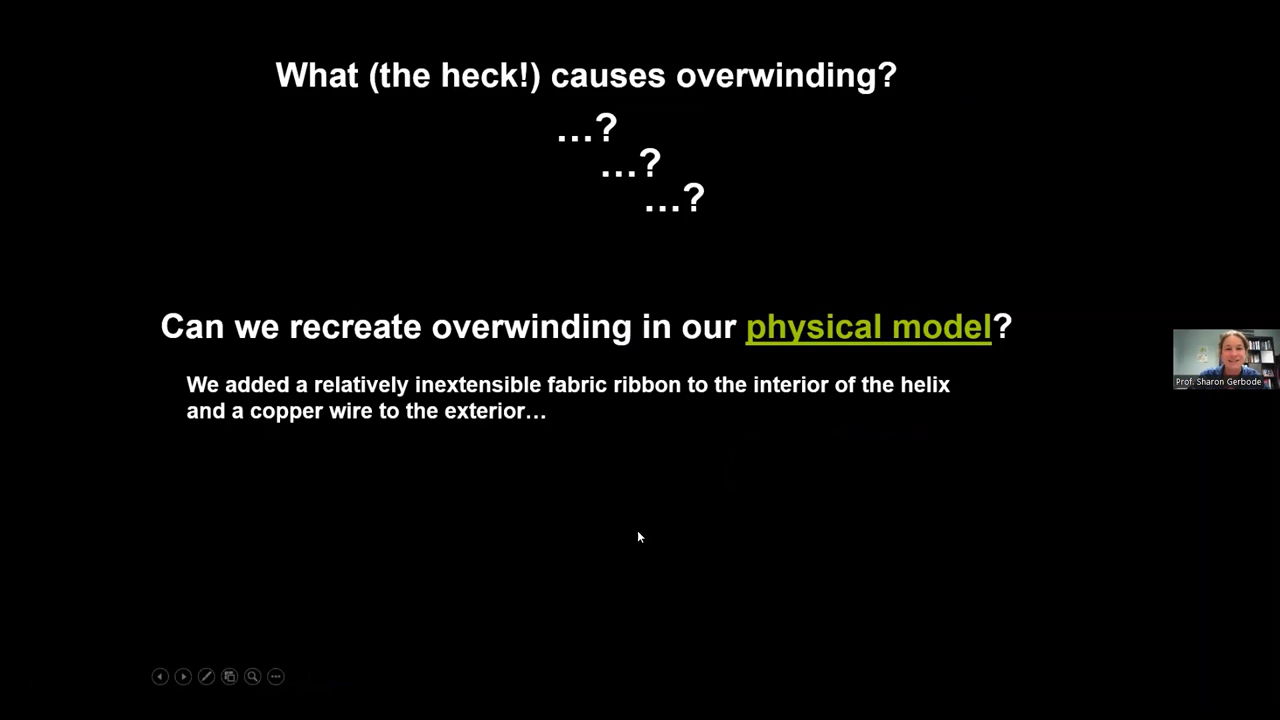 What (the heck!) causes overwinding?
...?
...?
...?
Can we recreate overwinding in our physical model?
We added a relatively inextensible fabric ribbon to the interior of the helix
and a copper wire to the exterior...
Prof. Sharon Gerbode